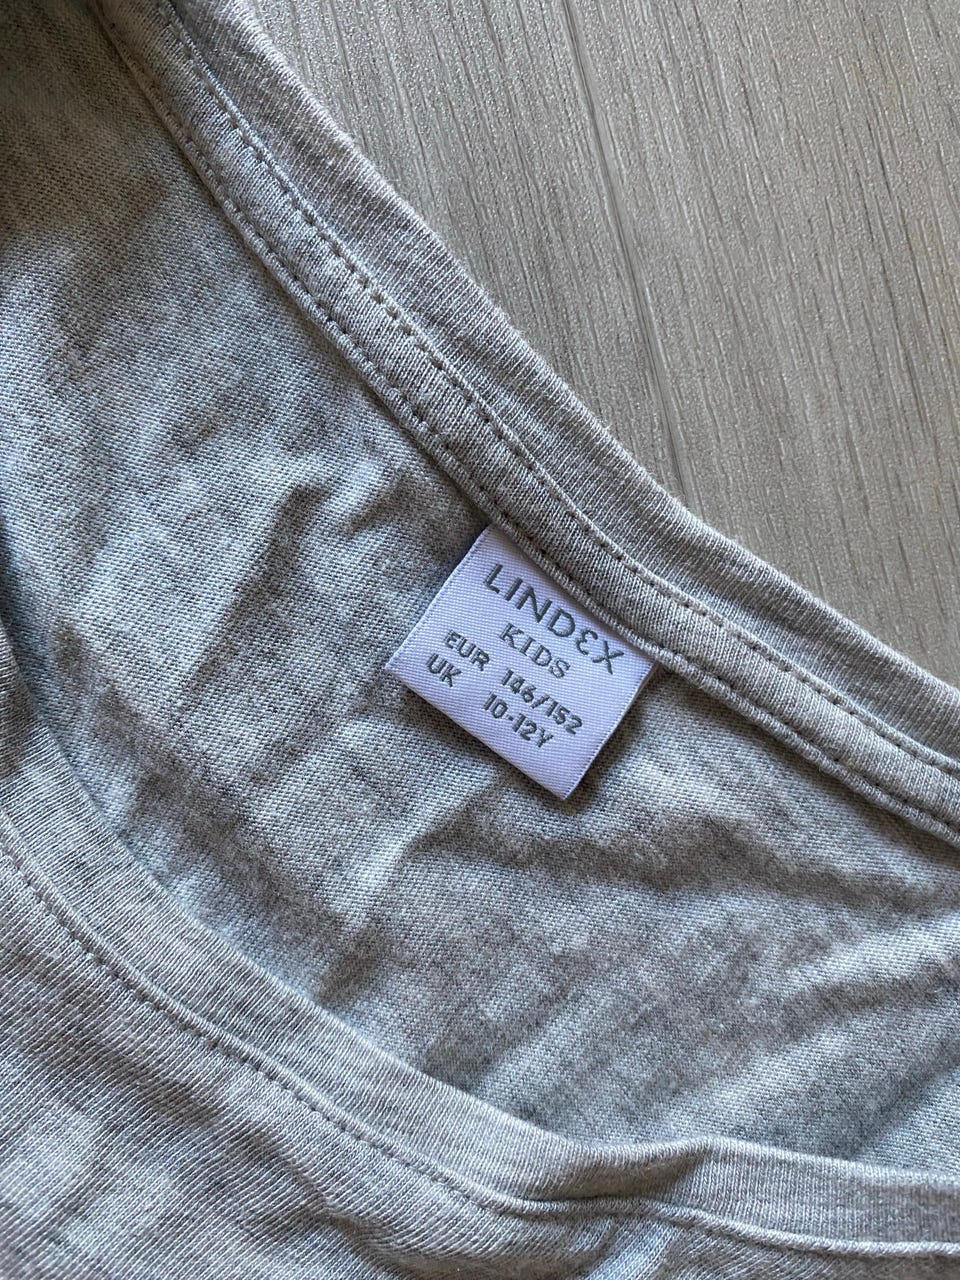 LINDEX
KIDS
EUR 146/152
UK 10-12Y